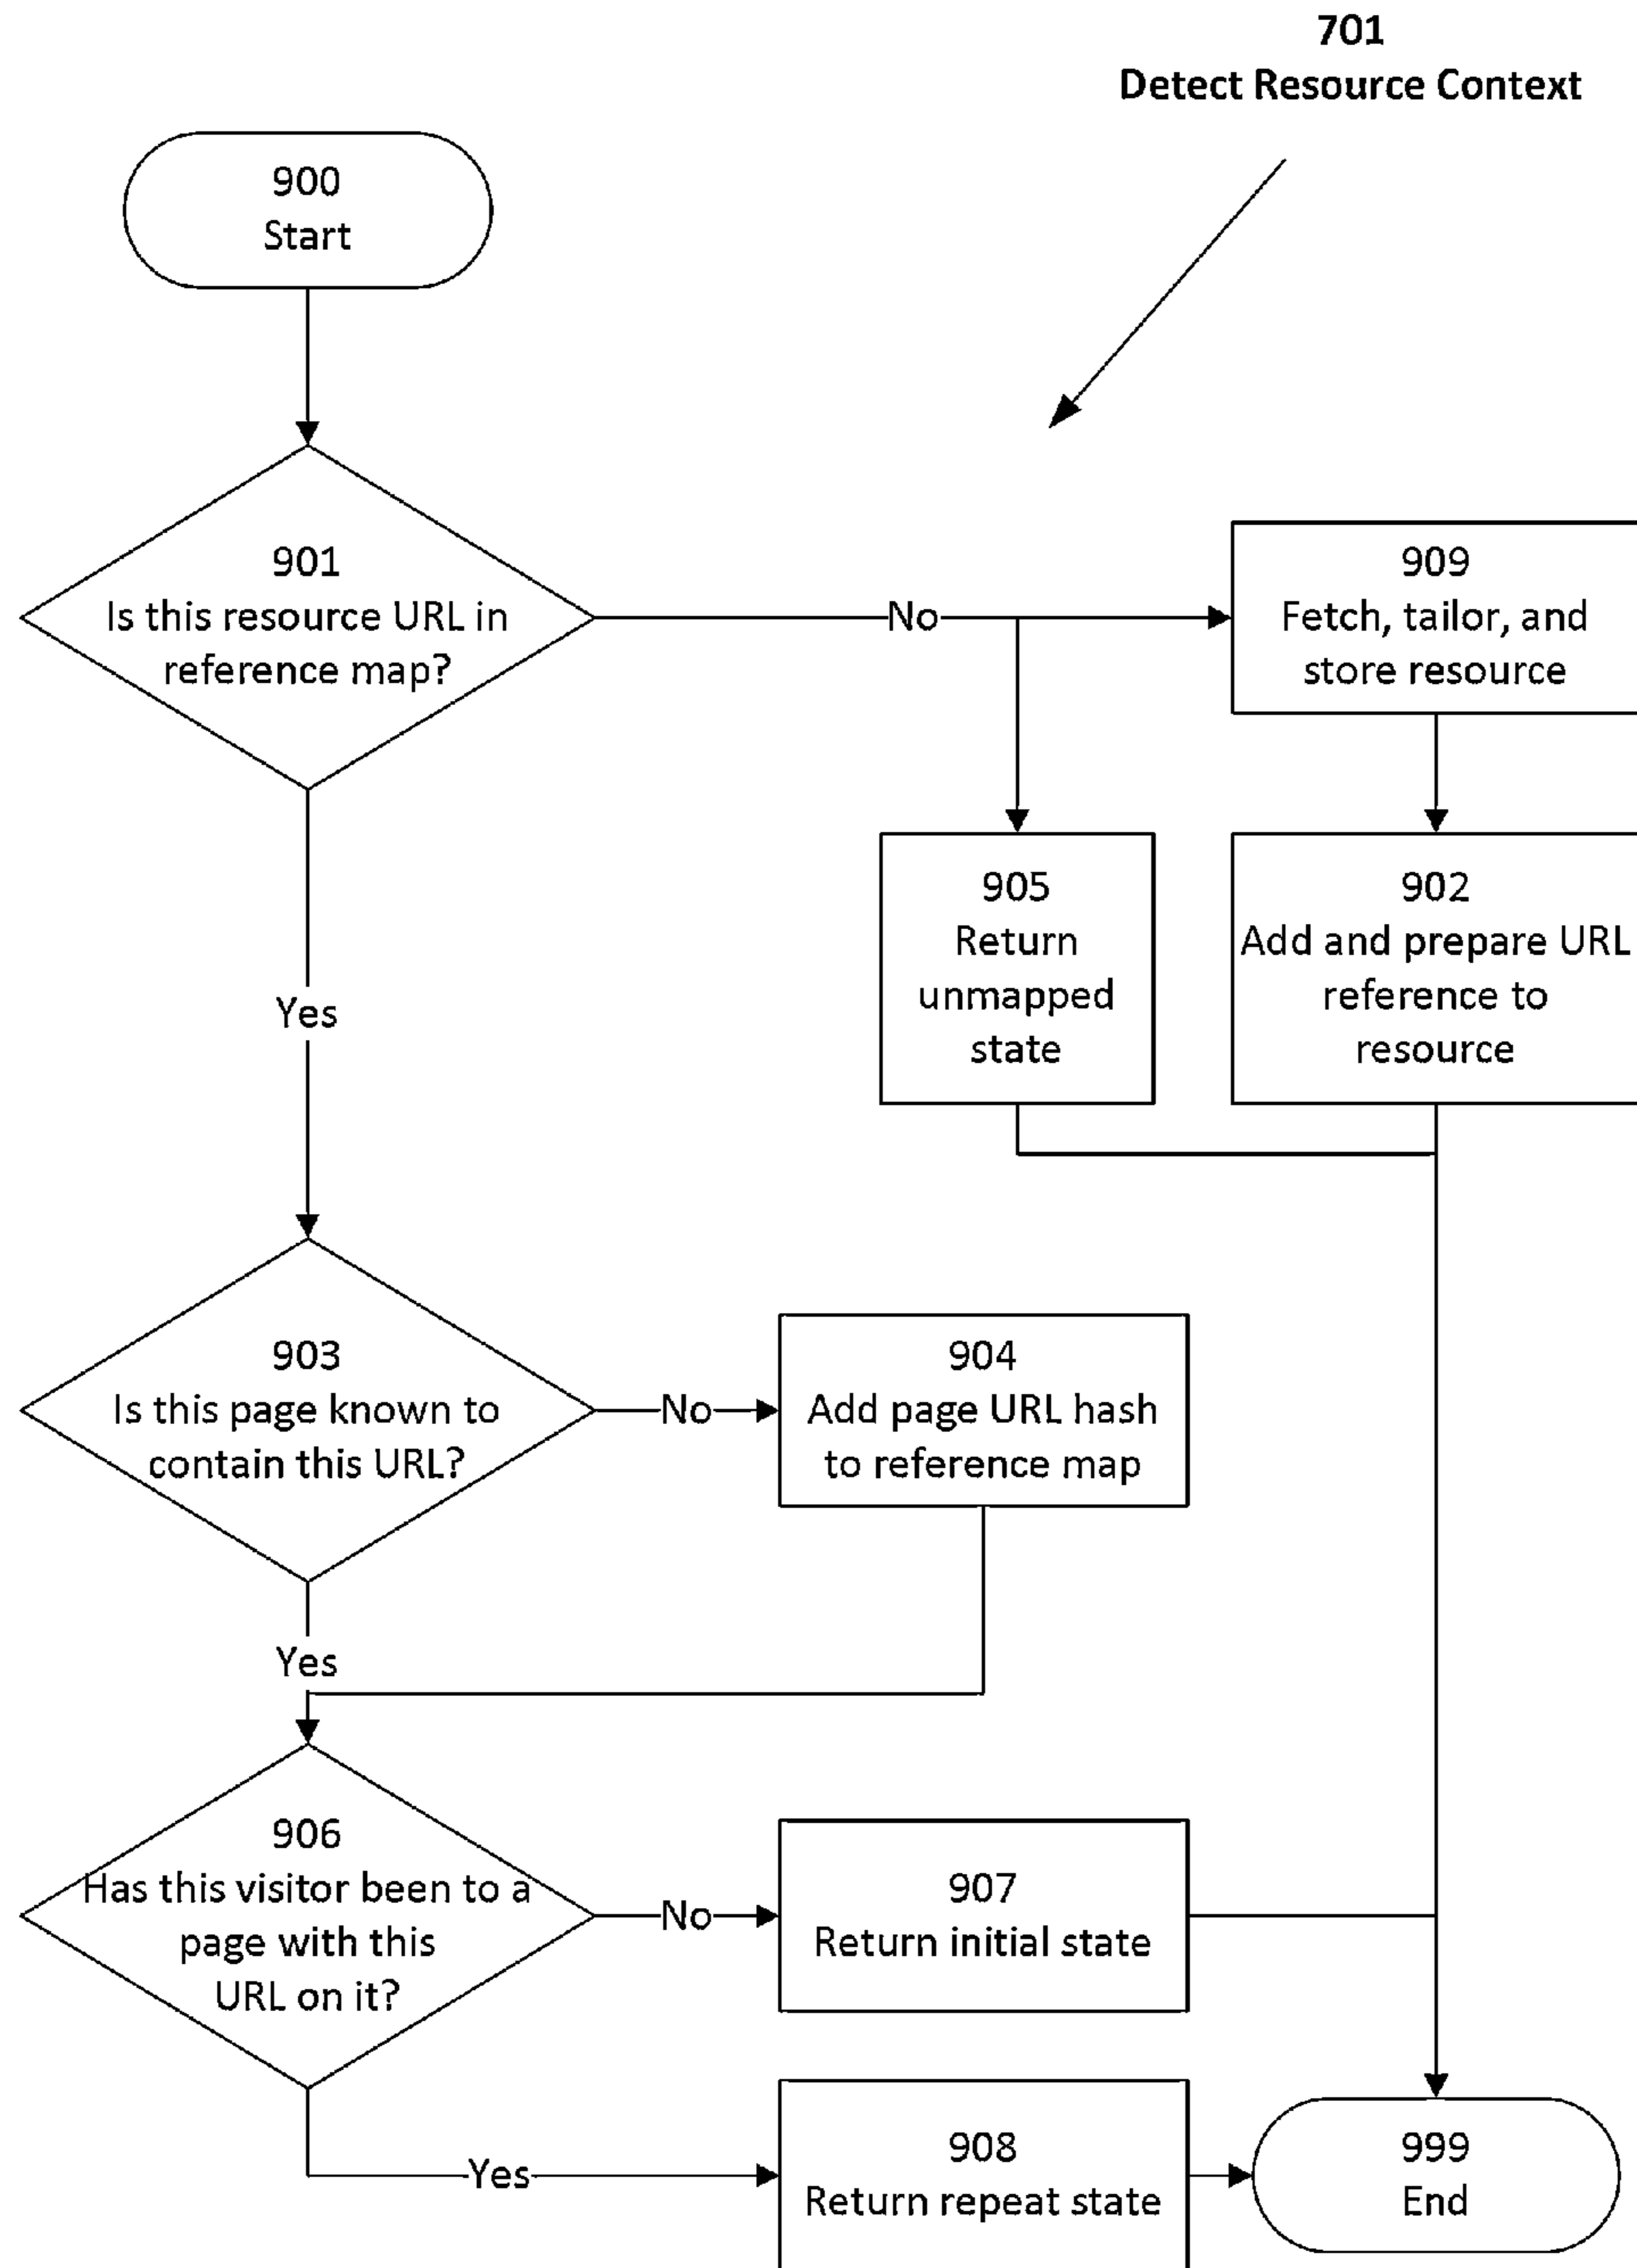 701
Detect Resource Context
900
Start
901
Is this resource URL in
reference map?
No
909
Fetch, tailor, and
store resource
905
Return
unmapped
state
902
Add and prepare URL
reference to
resource
Yes
903
Is this page known to
contain this URL?
No
904
Add page URL hash
to reference map
Yes
906
Has this visitor been to a
page with this
URL on it?
No
907
Return initial state
Yes
908
Return repeat state
999
End